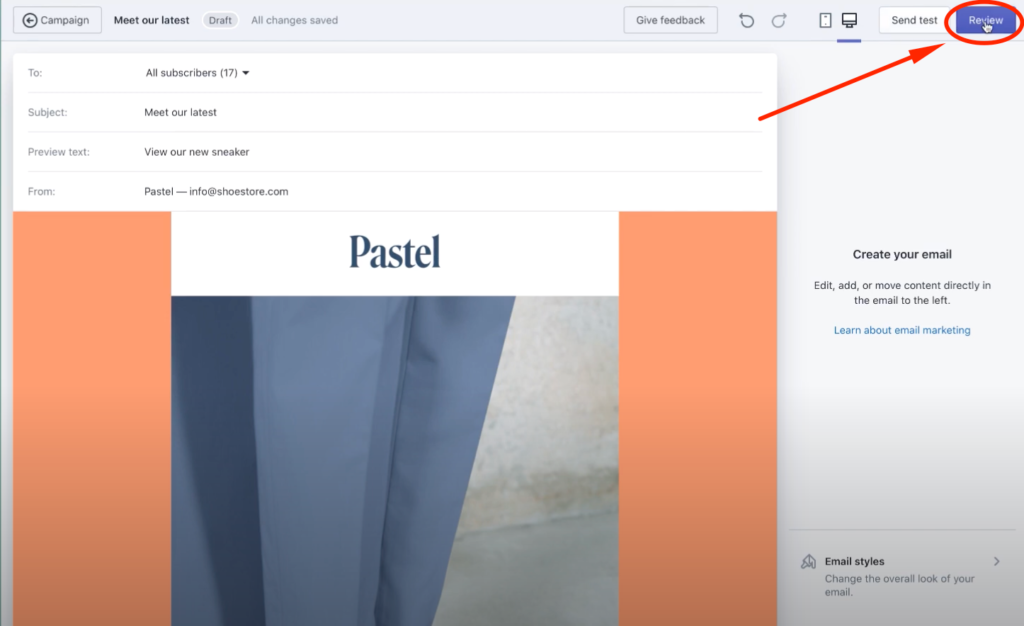 Campaign
Meet our latest
Draft
All changes saved
Give feedback
Send test
Review
To:
All subscribers (17)
Subject:
Meet our latest
Preview text:
View our new sneaker
From:
Pastel — info@shoestore.com
Pastel
Create your email
Edit, add, or move content directly in
the email to the left.
Learn about email marketing
Email styles
Change the overall look of your
email.